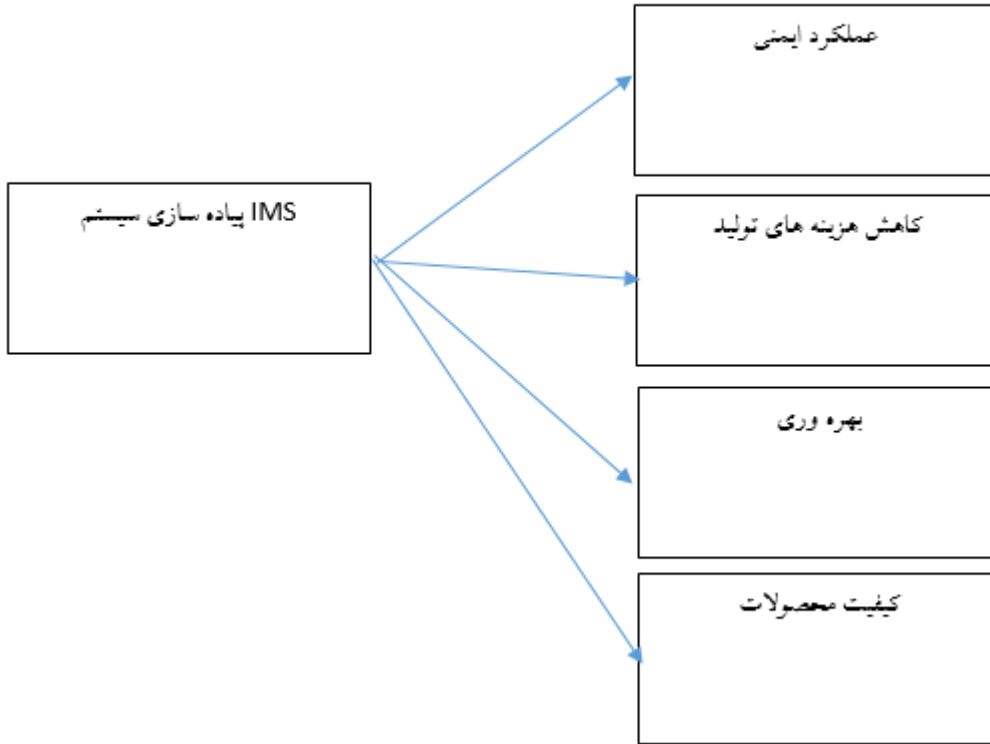 عملکرد ایمنی
پیاده سازی سیستم IMS
کاهش هزینه های تولید
بهره وری
کیفیت محصولات